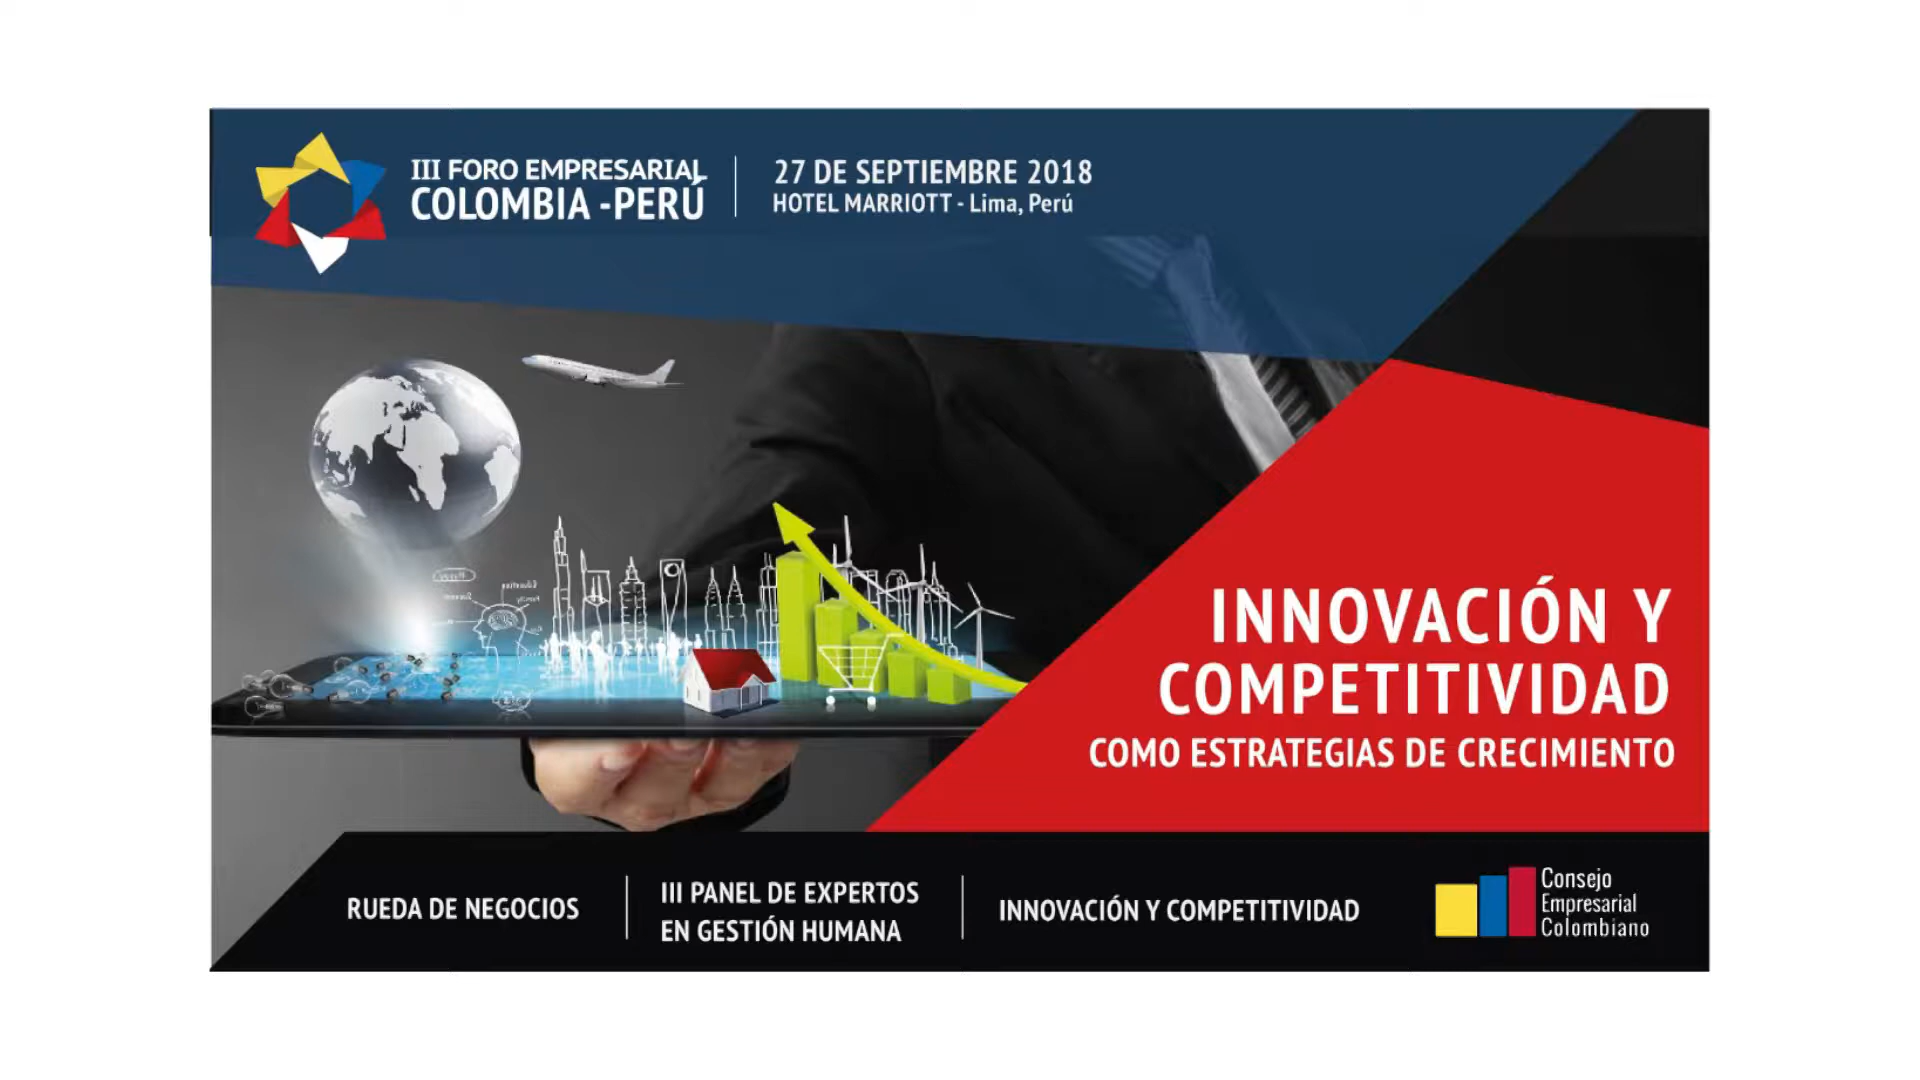 III FORO EMPRESARIAL
COLOMBIA -PERÚ
27 DE SEPTIEMBRE 2018
HOTEL MARRIOTT - Lima, Perú
INNOVACIÓN Y
COMPETITIVIDAD
COMO ESTRATEGIAS DE CRECIMIENTO
RUEDA DE NEGOCIOS
III PANEL DE EXPERTOS
EN GESTIÓN HUMANA
INNOVACIÓN Y COMPETITIVIDAD
Consejo
Empresarial
Colombiano